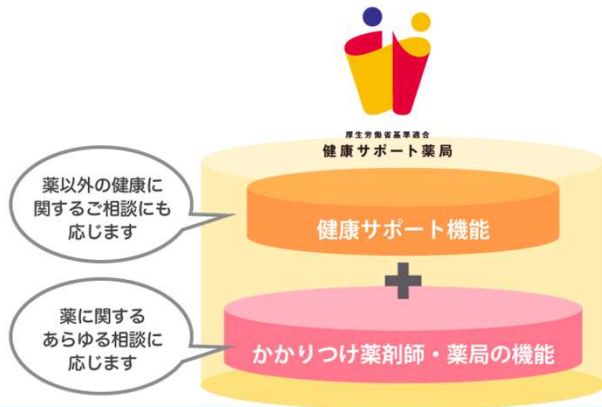 厚生労働省基準適合
健康サポート薬局
薬以外の健康に
関するご相談にも
応じます
健康サポート機能
+
薬に関する
あらゆる相談に
応じます
かかりつけ薬剤師・薬局の機能